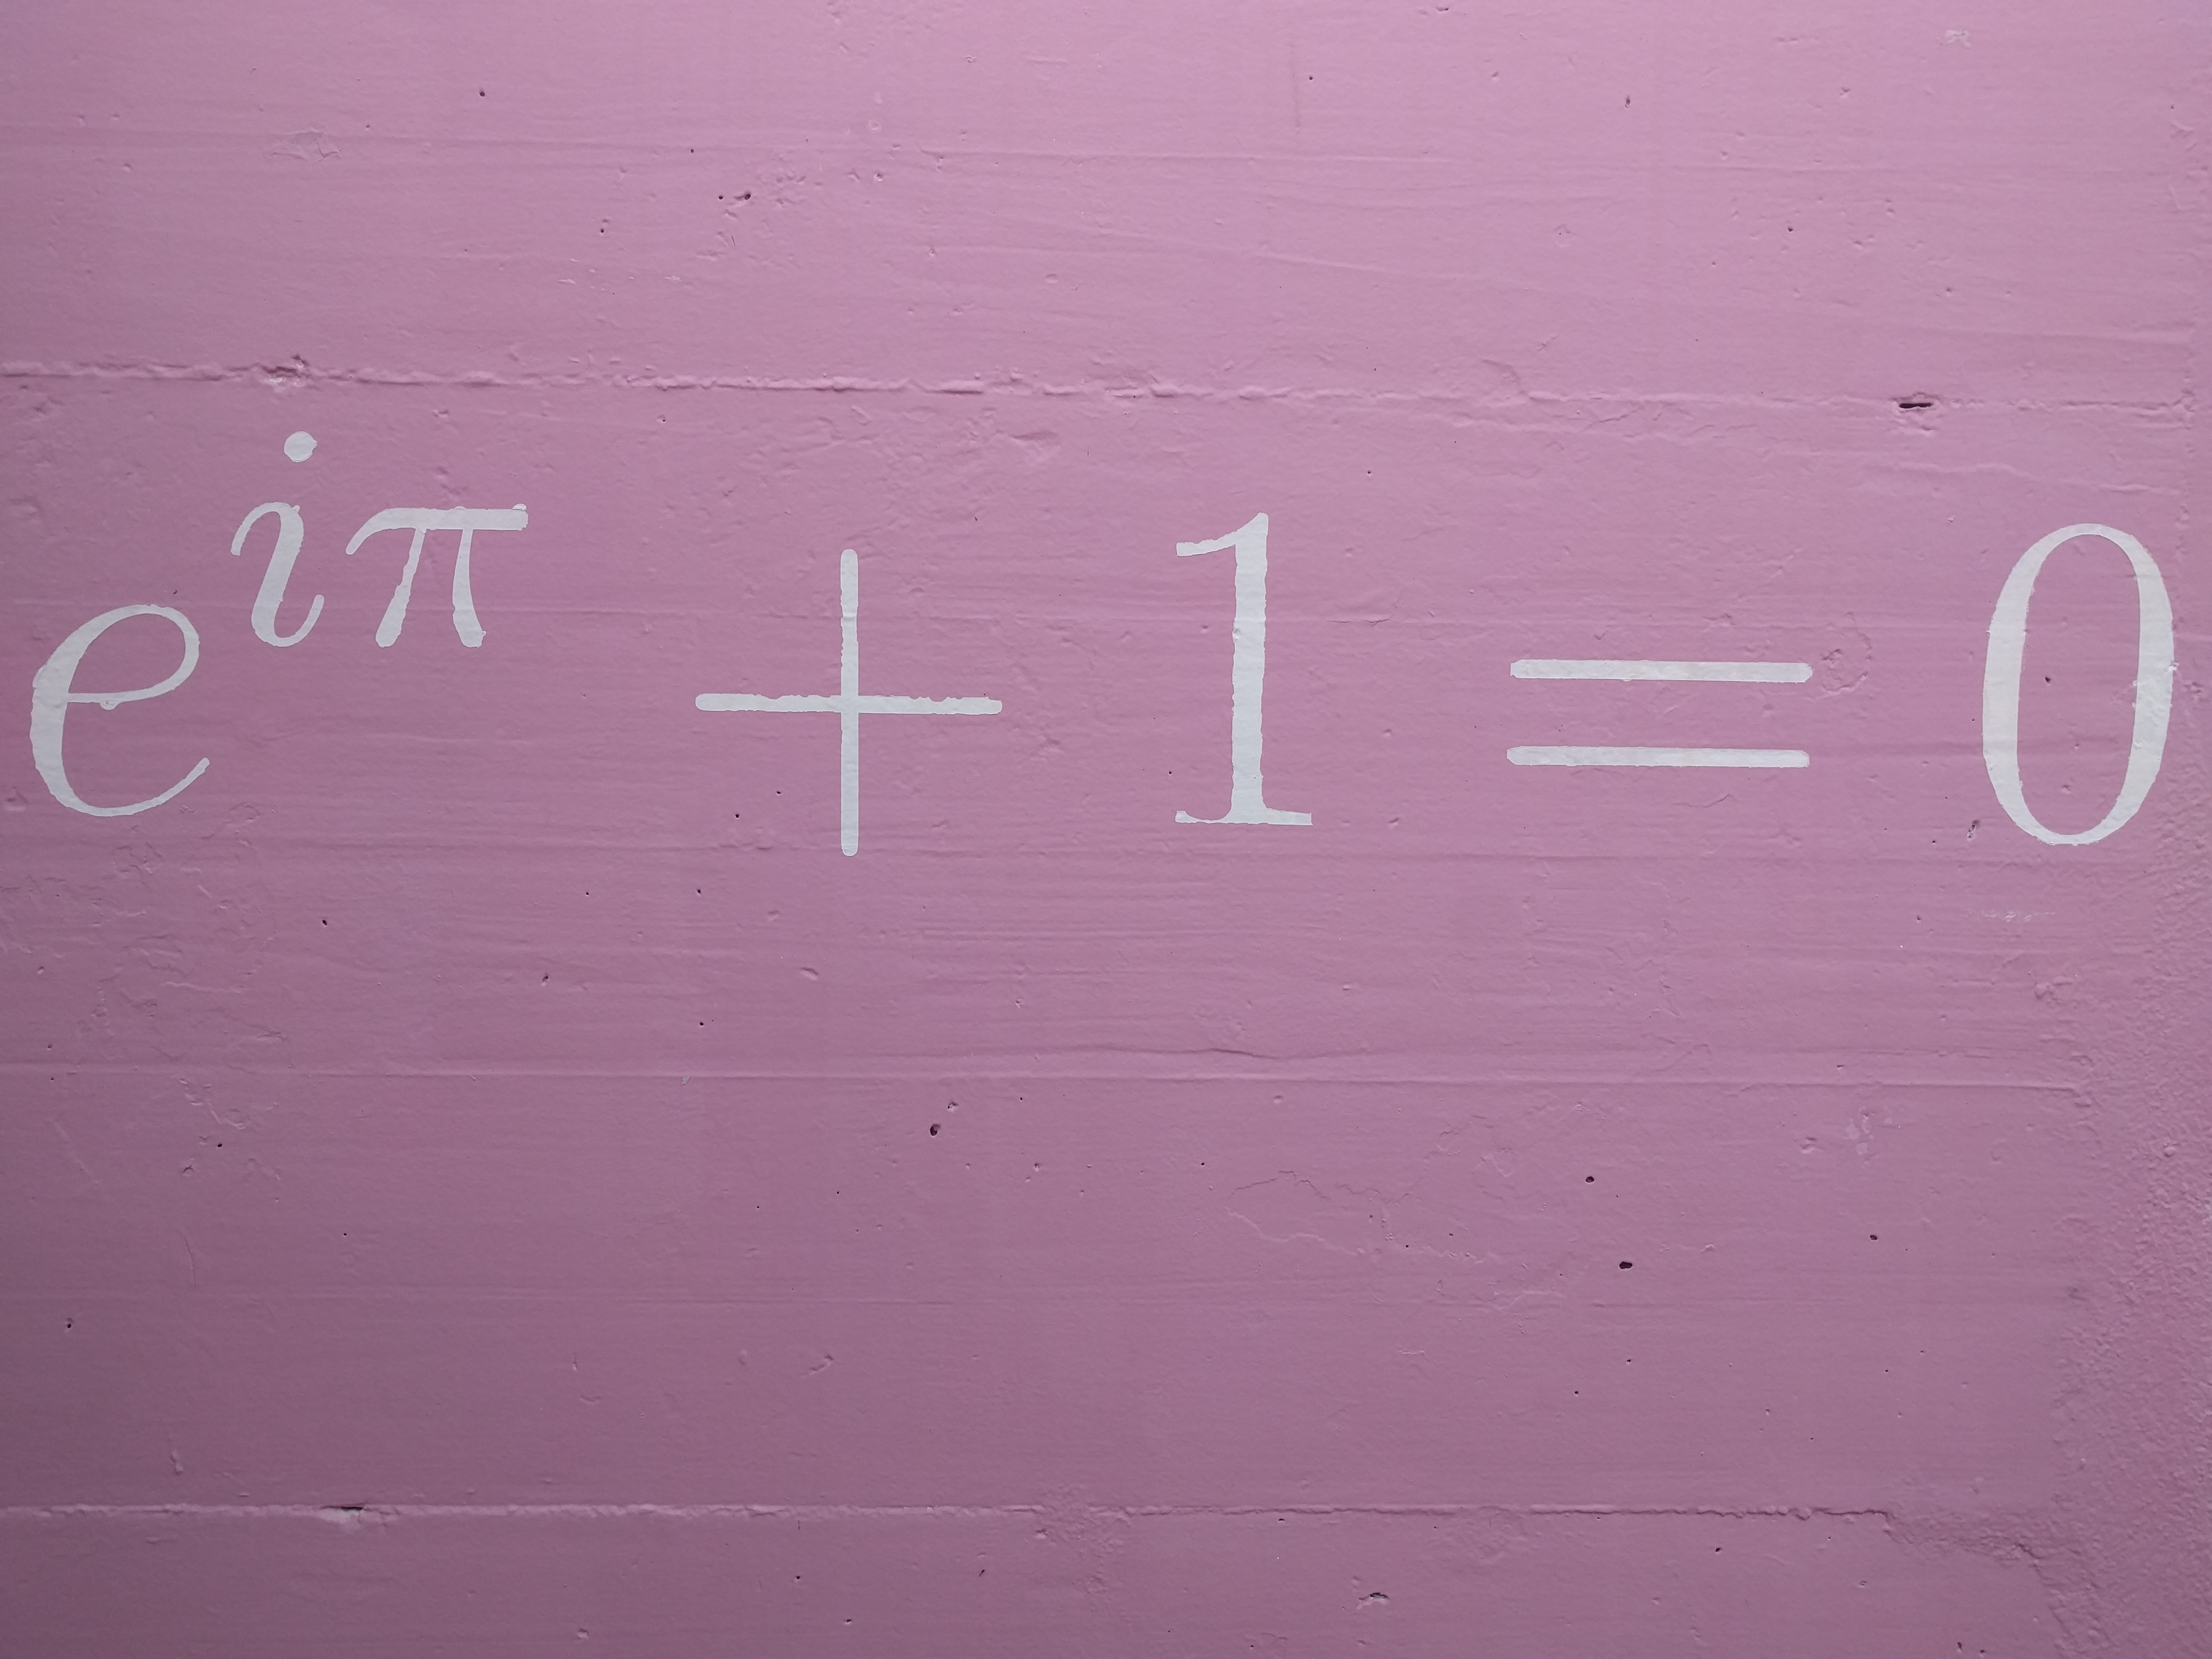 e^{iπ} + 1 = 0